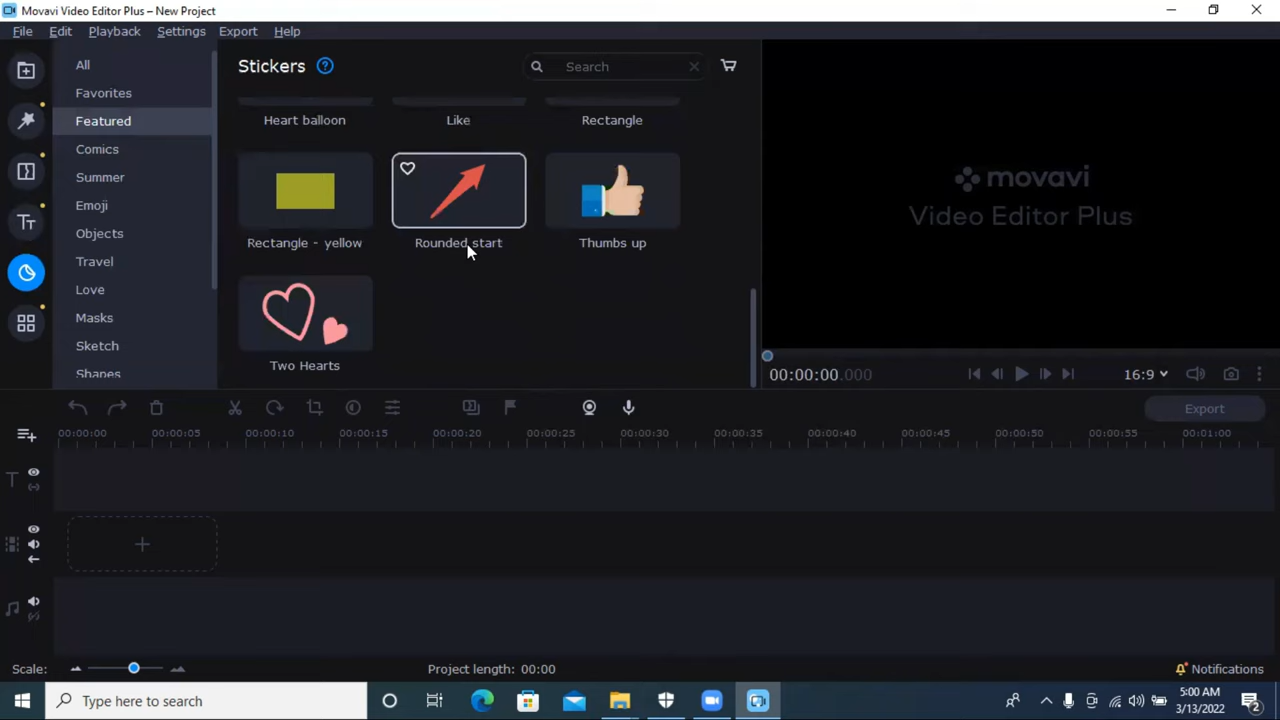 Movavi Video Editor Plus – New Project
File Edit Playback Settings Export Help
All
Favorites
Featured
Comics
Summer
Emoji
Objects
Travel
Love
Masks
Sketch
Shapes
Stickers ?
Search
Heart balloon Like Rectangle
Rectangle - yellow Rounded start Thumbs up
Two Hearts
movavi
Video Editor Plus
00:00:00.000
16:9
Export
00:00:00 00:00:05 00:00:10 00:00:15 00:00:20 00:00:25 00:00:30 00:00:35 00:00:40 00:00:45 00:00:50 00:00:55 00:01:00
Scale:
Project length: 00:00
Notifications
Type here to search
5:00 AM
3/13/2022
2